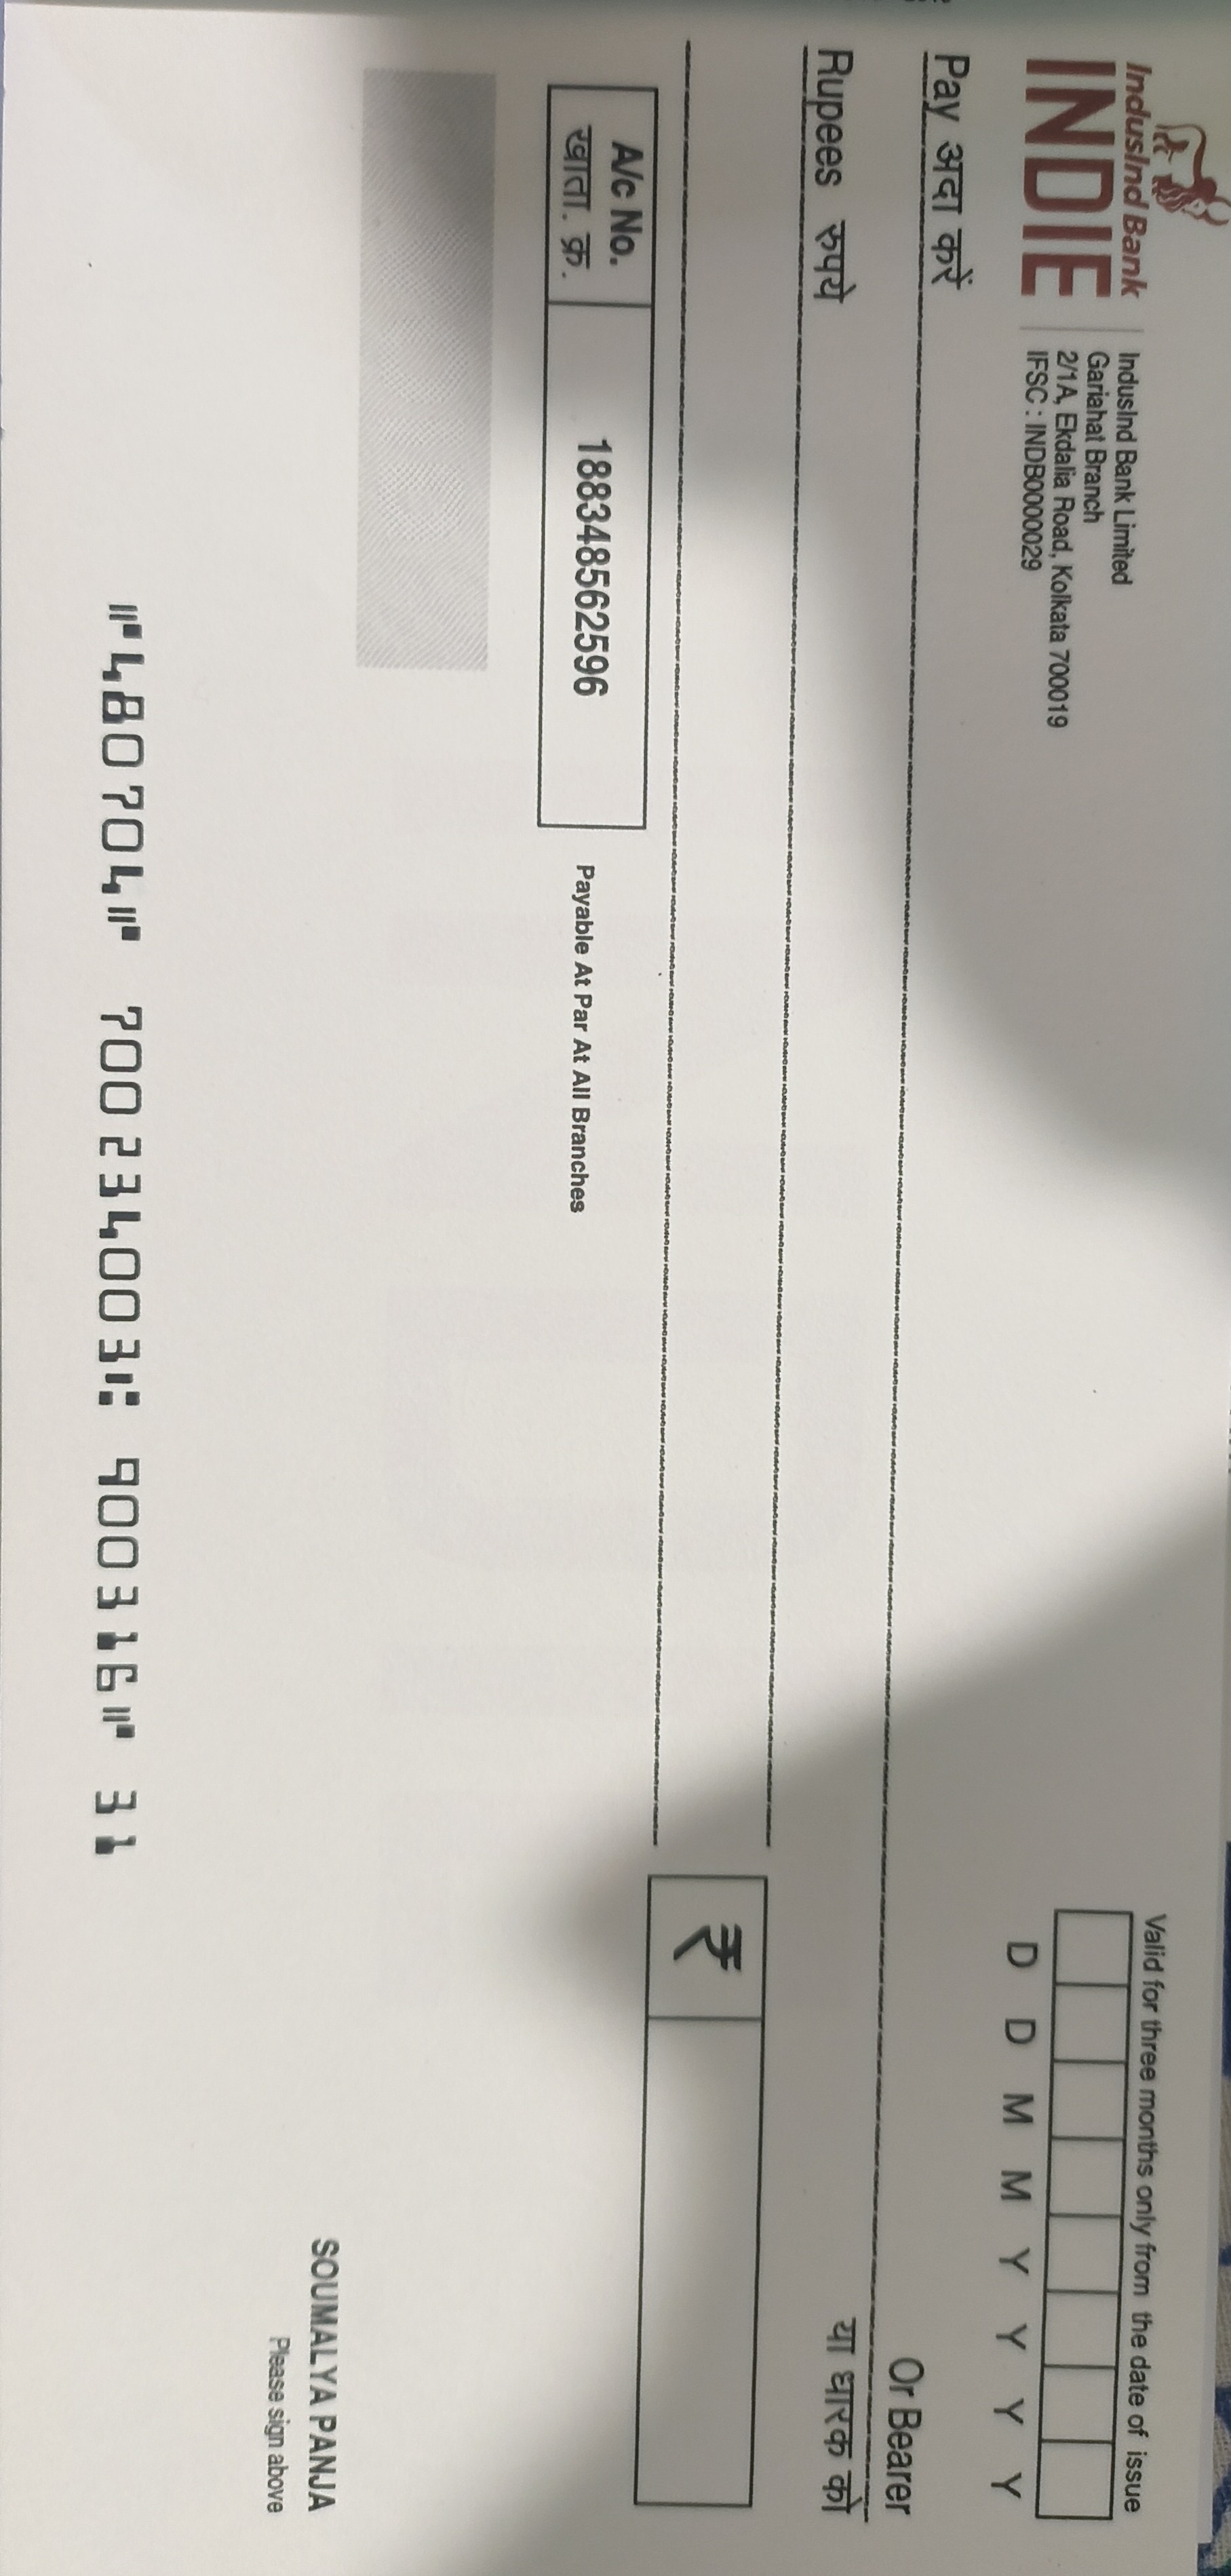 IndusInd Bank
INDIE
IndusInd Bank Limited
Gariahat Branch
2/1A, Ekdalia Road, Kolkata 700019
IFSC : INDB0000029
Valid for three months only from the date of issue
D D M M Y Y Y Y
Pay अदा करें
Or Bearer
या धारक को
Rupees रुपये
₹
A/c No.
खाता. क्र.
188348562596
Payable At Par At All Branches
SOUMALYA PANJA
Please sign above
⑈480704⑈ 700234003⑆ 900316⑈ 31